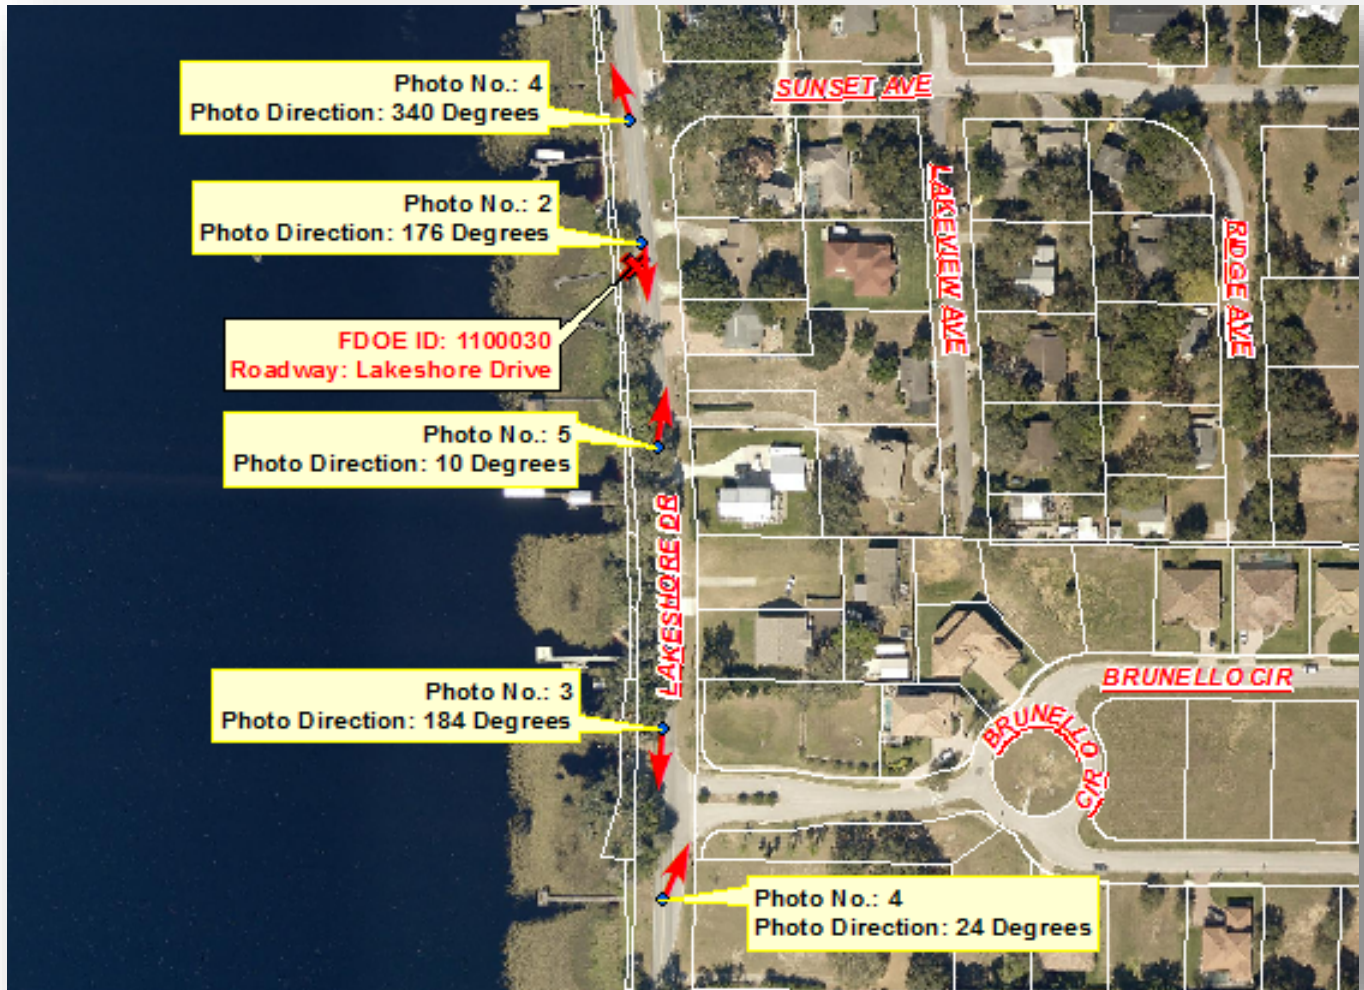 Photo No.: 4
Photo Direction: 340 Degrees
SUNSET AVE
Photo No.: 2
Photo Direction: 176 Degrees
LAKEVIEW AVE
RIDGE AVE
FDOE ID: 1100030
Roadway: Lakeshore Drive
Photo No.: 5
Photo Direction: 10 Degrees
LAKESHORE DR
Photo No.: 3
Photo Direction: 184 Degrees
BRUNELLO CIR
BRUNELLO CIR
Photo No.: 4
Photo Direction: 24 Degrees